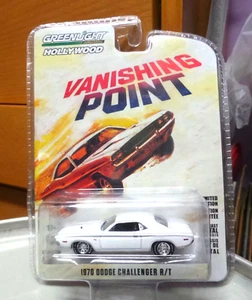 GREENLIGHT
HOLLYWOOD
VANISHING
POINT
1970 DODGE CHALLENGER R/T